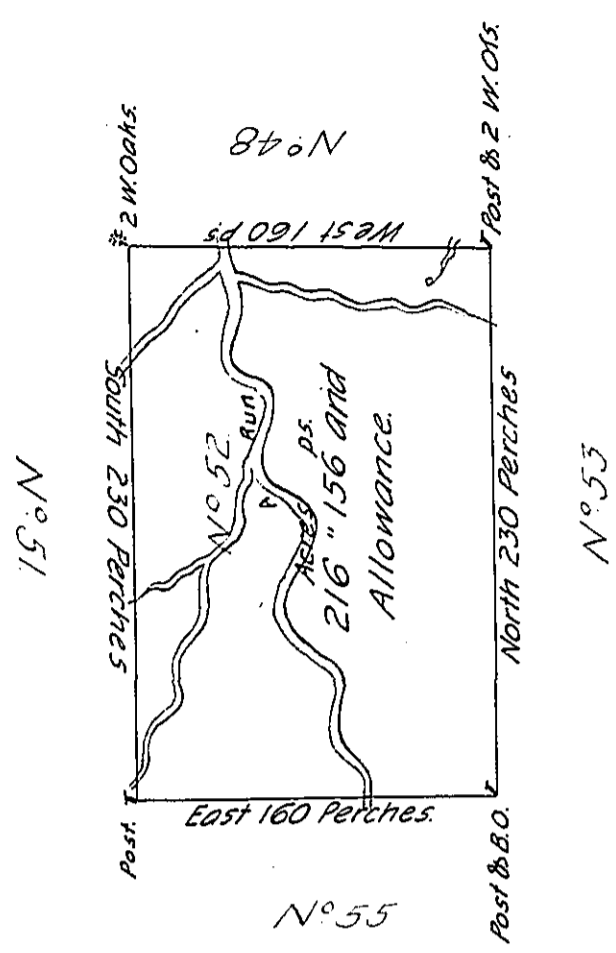 # 2 W. Oaks.
Nº 48
Post & 2 W. Ots.
West 160 ps.
South 230 Perches
Nº 51.
Nº 52.
A Run
Acres ps.
216 " 156 and
Allowance.
North 230 Perches
Nº 53
Post.
East 160 Perches.
Post & B.O.
Nº 55